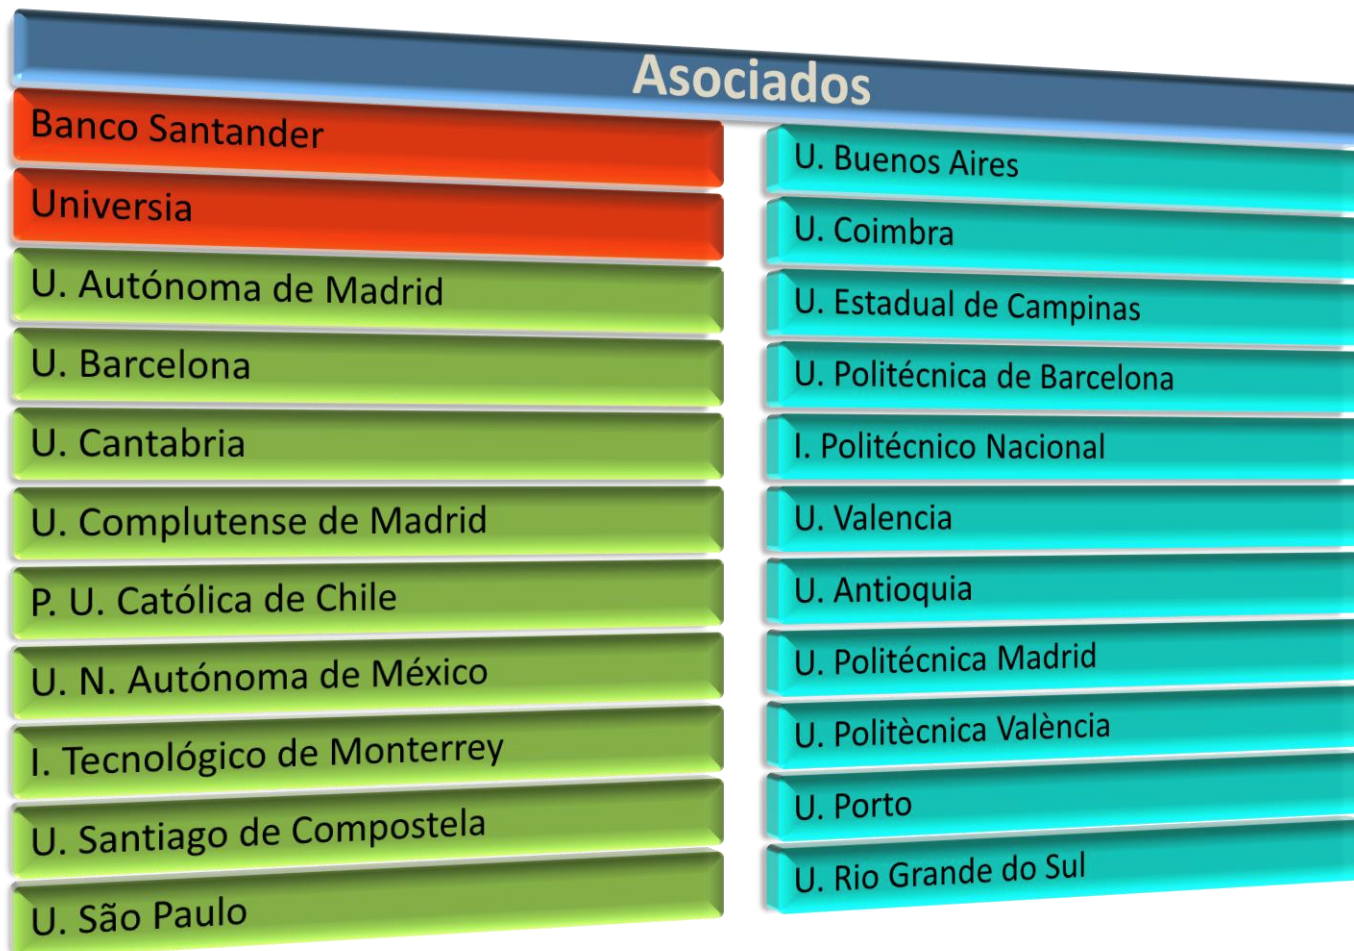 Asociados
Banco Santander
Universia
U. Autónoma de Madrid
U. Barcelona
U. Cantabria
U. Complutense de Madrid
P. U. Católica de Chile
U. N. Autónoma de México
I. Tecnológico de Monterrey
U. Santiago de Compostela
U. São Paulo
U. Buenos Aires
U. Coimbra
U. Estadual de Campinas
U. Politécnica de Barcelona
I. Politécnico Nacional
U. Valencia
U. Antioquia
U. Politécnica Madrid
U. Politècnica València
U. Porto
U. Rio Grande do Sul